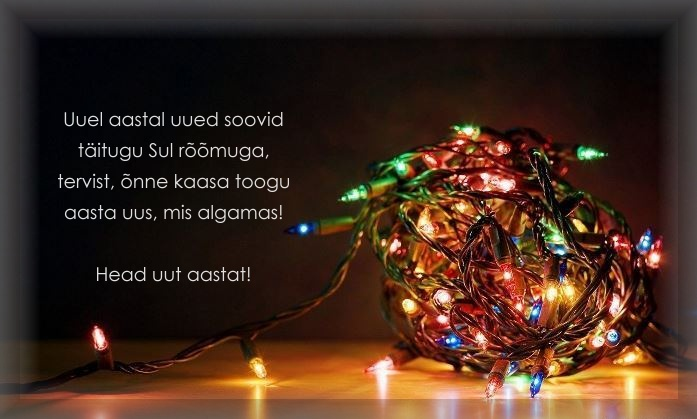 Uuel aastal uued soovid
täitugu Sul rõõmuga,
tervist, õnne kaasa toogu
aasta uus, mis algamas!
Head uut aastat!